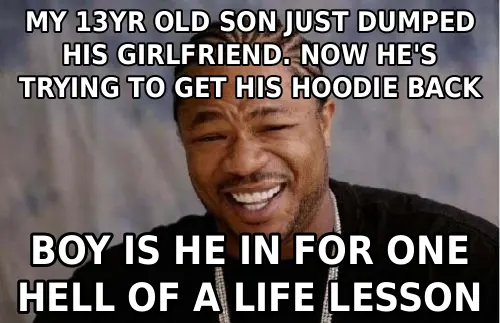 MY 13YR OLD SON JUST DUMPED
HIS GIRLFRIEND. NOW HE'S
TRYING TO GET HIS HOODIE BACK
BOY IS HE IN FOR ONE
HELL OF A LIFE LESSON